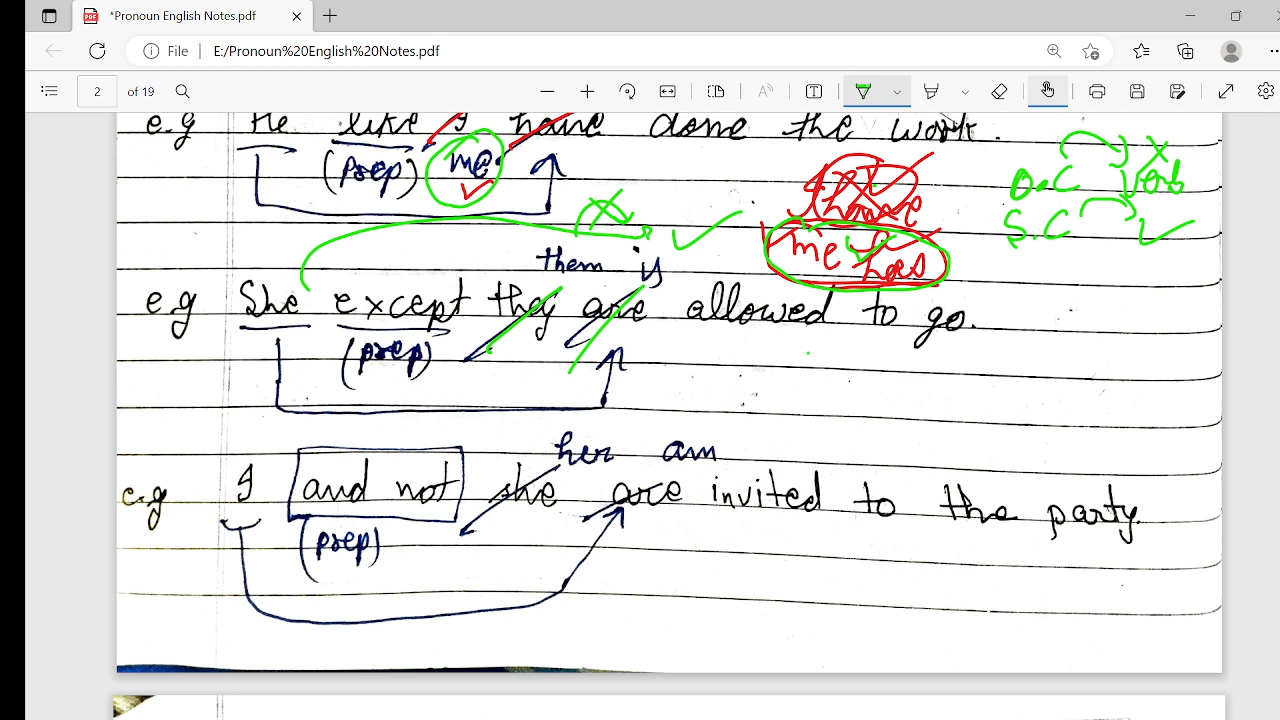 *Pronoun English Notes.pdf
File | E:/Pronoun%20English%20Notes.pdf
2 of 19
e.g He like I have done the work.
(prep) me
I have
me has
O.C Verb
S.C
them is
e.g She except they are allowed to go.
(prep)
her am
e.g I and not she are invited to the party.
(prep)